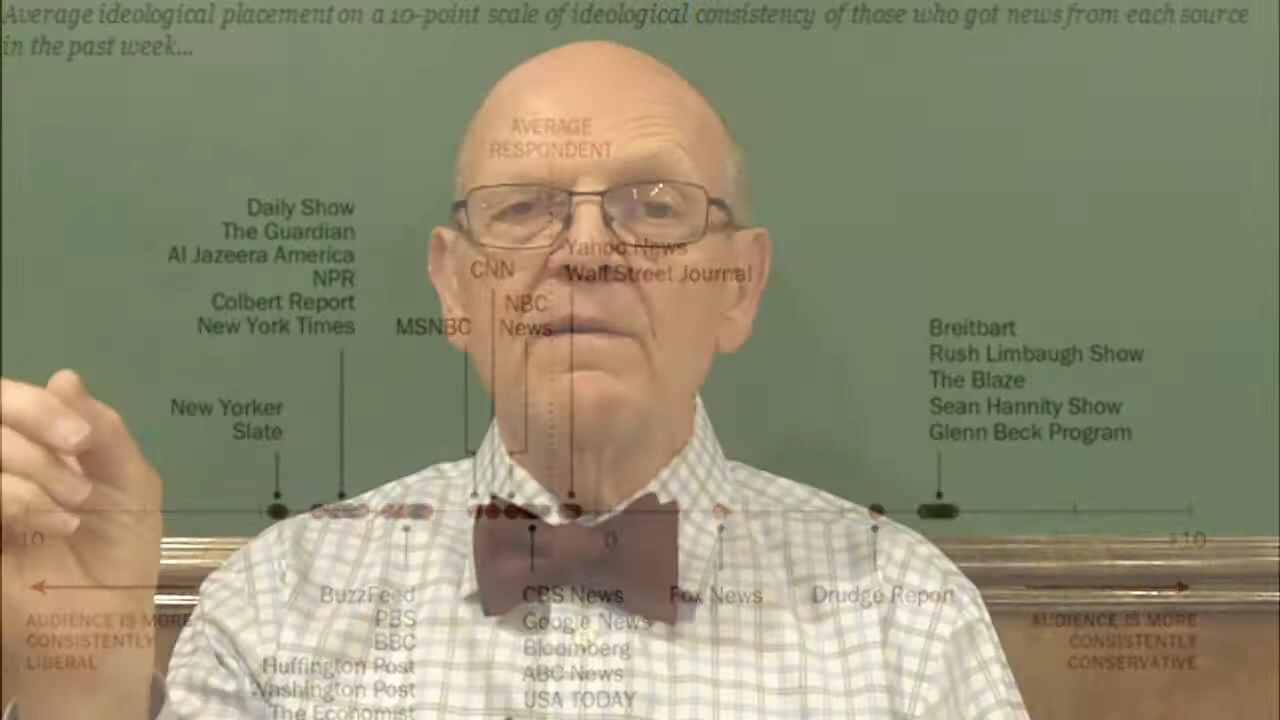 Average ideological placement on a 10-point scale of ideological consistency of those who got news from each source
in the past week...
AVERAGE
RESPONDENT
Daily Show
The Guardian
Al Jazeera America
NPR
Colbert Report
New York Times
MSNBC
CNN
NBC
News
Yahoo News
Wall Street Journal
Breitbart
Rush Limbaugh Show
The Blaze
Sean Hannity Show
Glenn Beck Program
New Yorker
Slate
-10
0
+10
AUDIENCE IS MORE
CONSISTENTLY
LIBERAL
BuzzFeed
PBS
BBC
Huffington Post
Washington Post
The Economist
CBS News
Google News
Bloomberg
ABC News
USA TODAY
Fox News
Drudge Report
AUDIENCE IS MORE
CONSISTENTLY
CONSERVATIVE